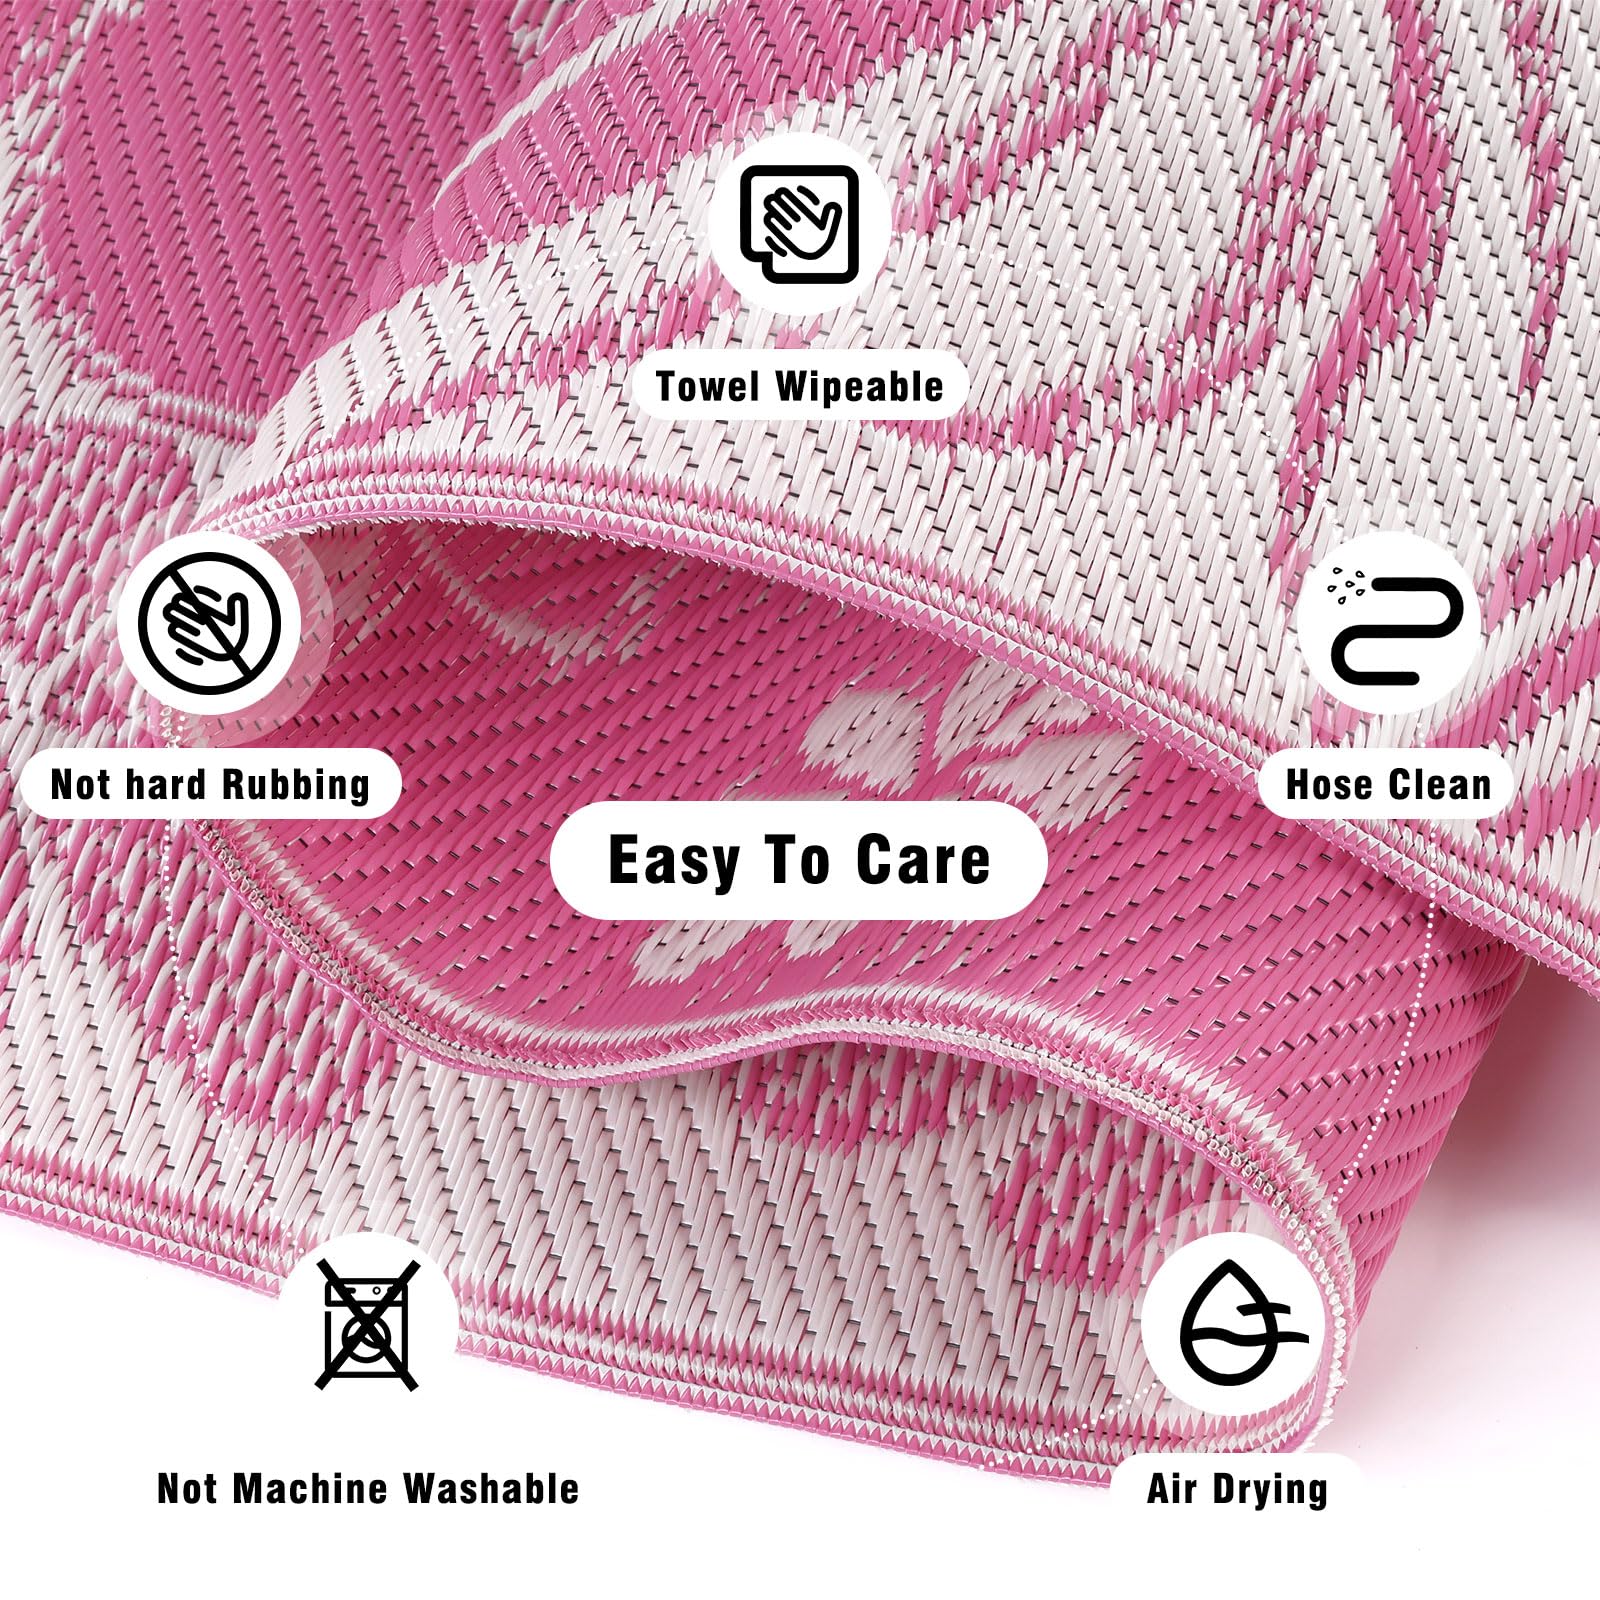 Towel Wipeable
Not hard Rubbing
Hose Clean
Easy To Care
Not Machine Washable
Air Drying